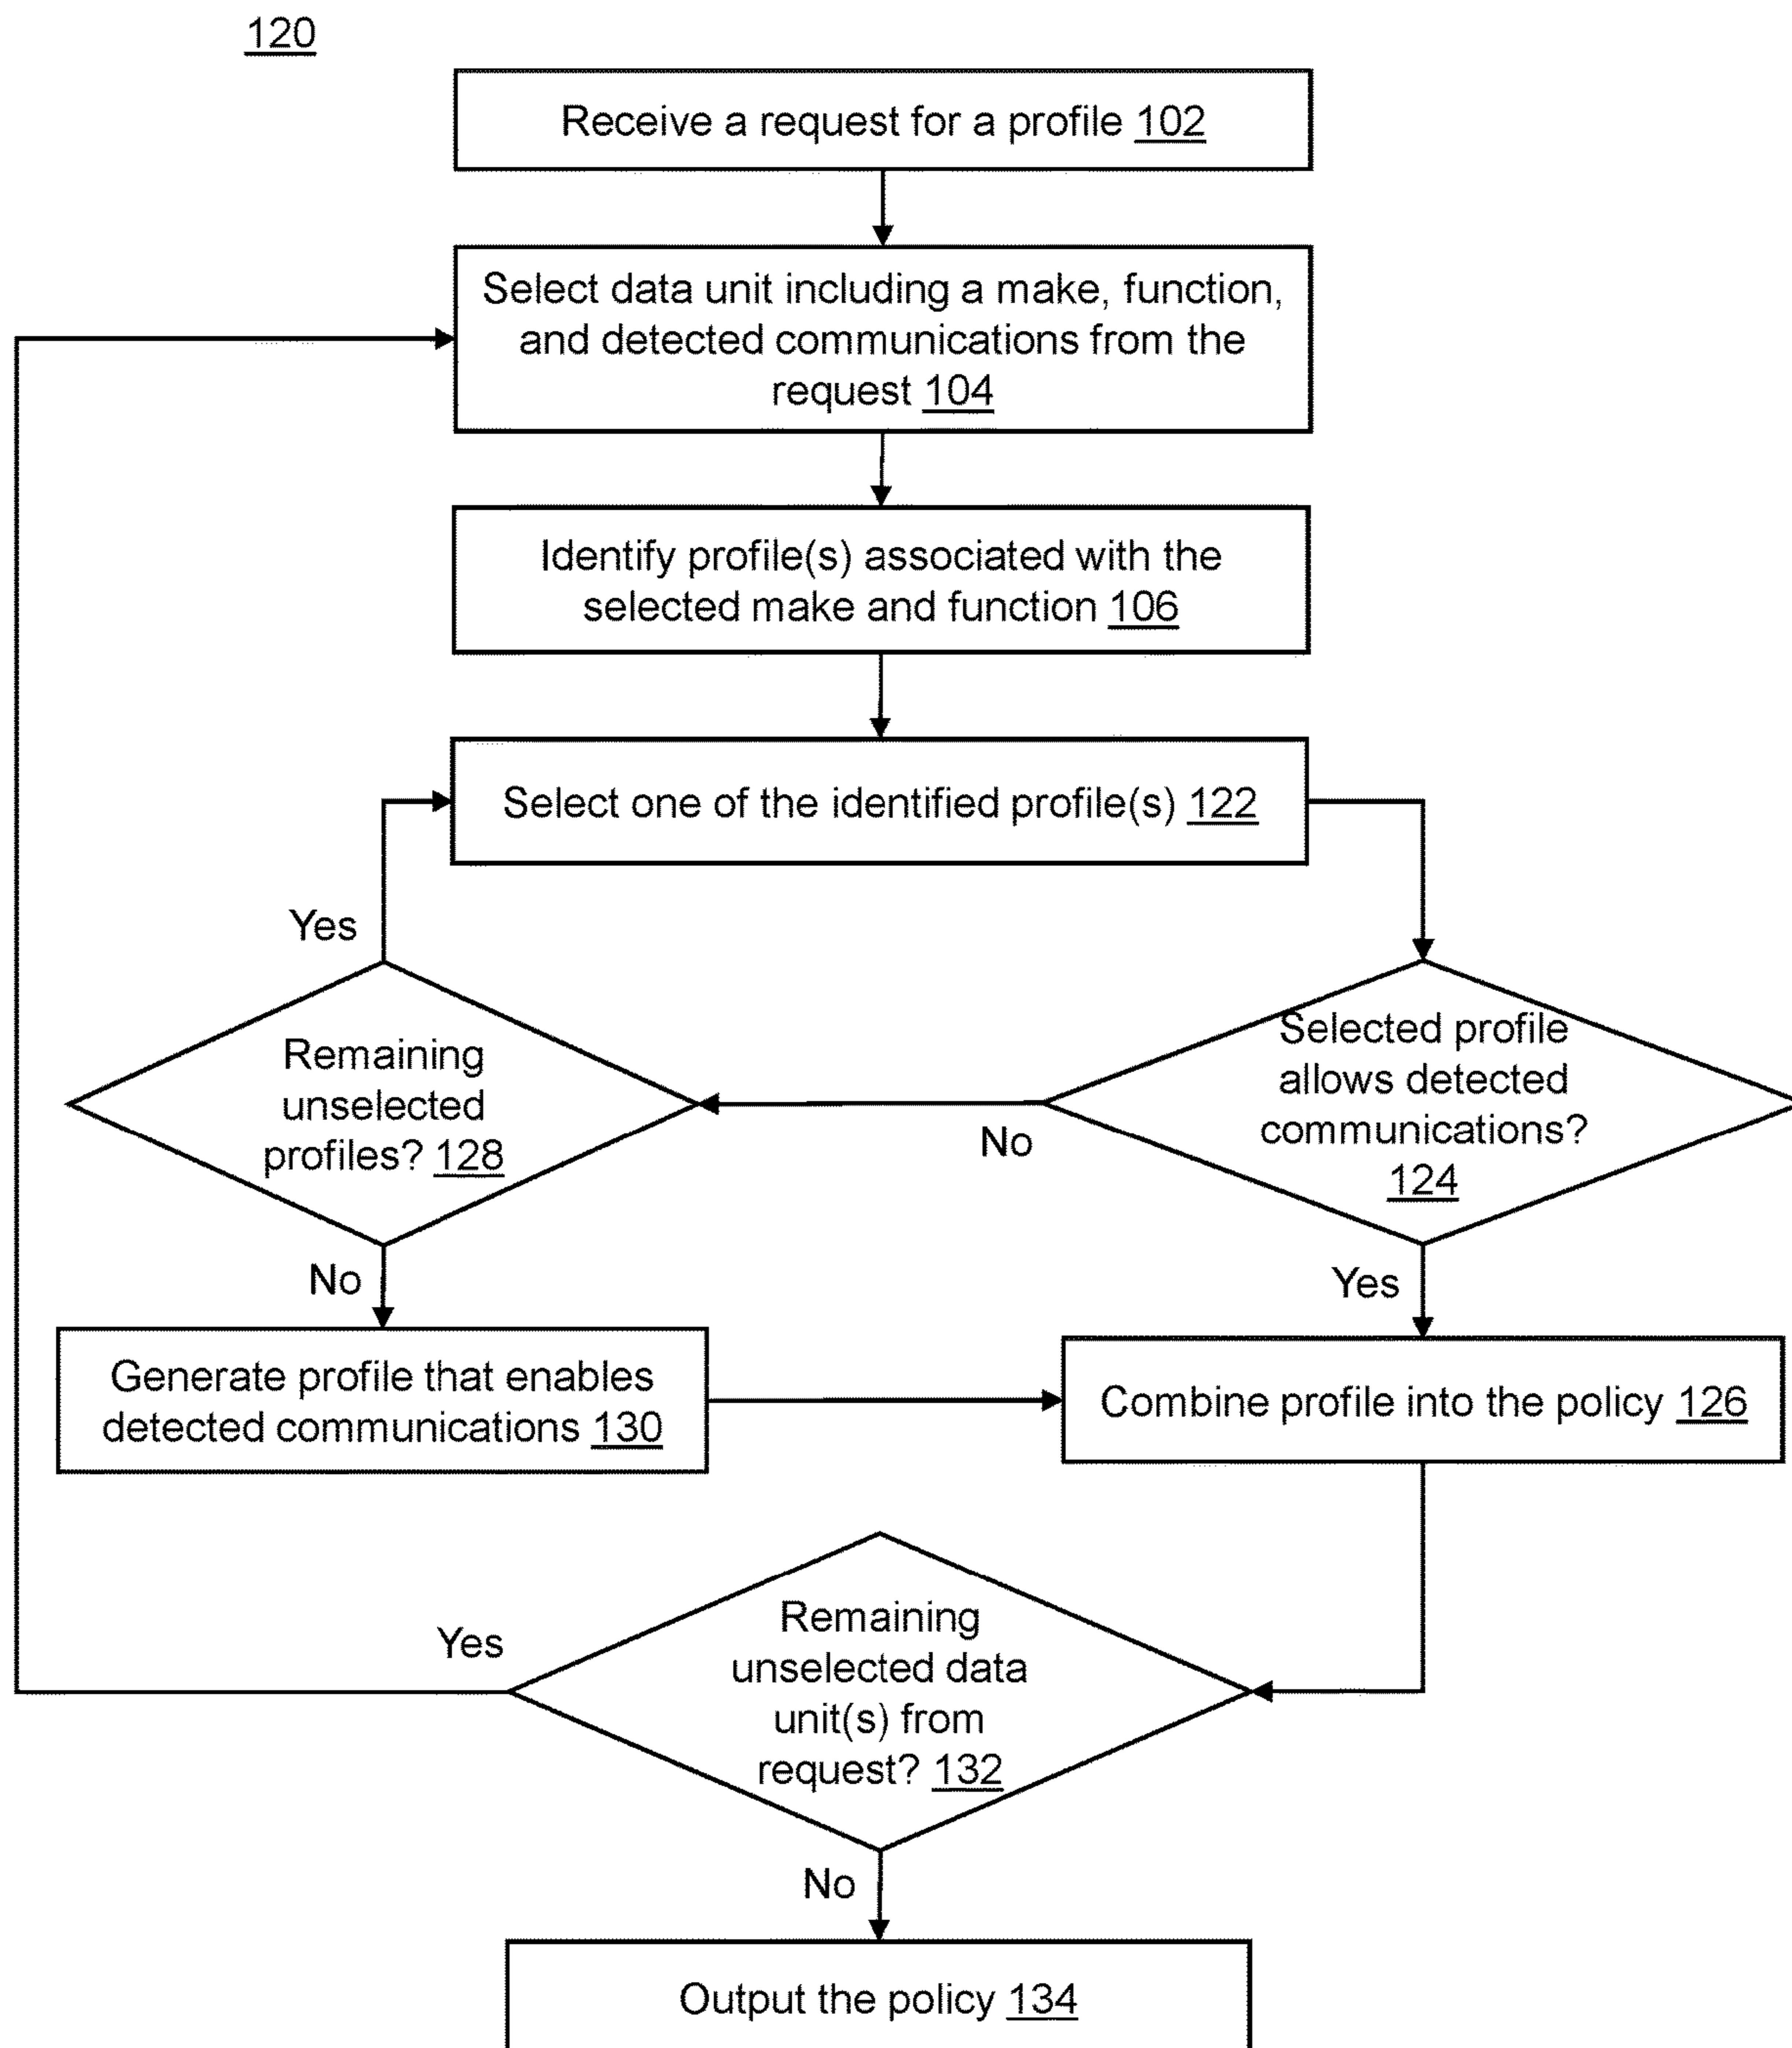 120
Receive a request for a profile 102
Select data unit including a make, function,
and detected communications from the
request 104
Identify profile(s) associated with the
selected make and function 106
Select one of the identified profile(s) 122
Yes
Remaining
unselected
profiles? 128
No
Selected profile
allows detected
communications?
124
No
Yes
Generate profile that enables
detected communications 130
Combine profile into the policy 126
Yes
Remaining
unselected data
unit(s) from
request? 132
No
Output the policy 134